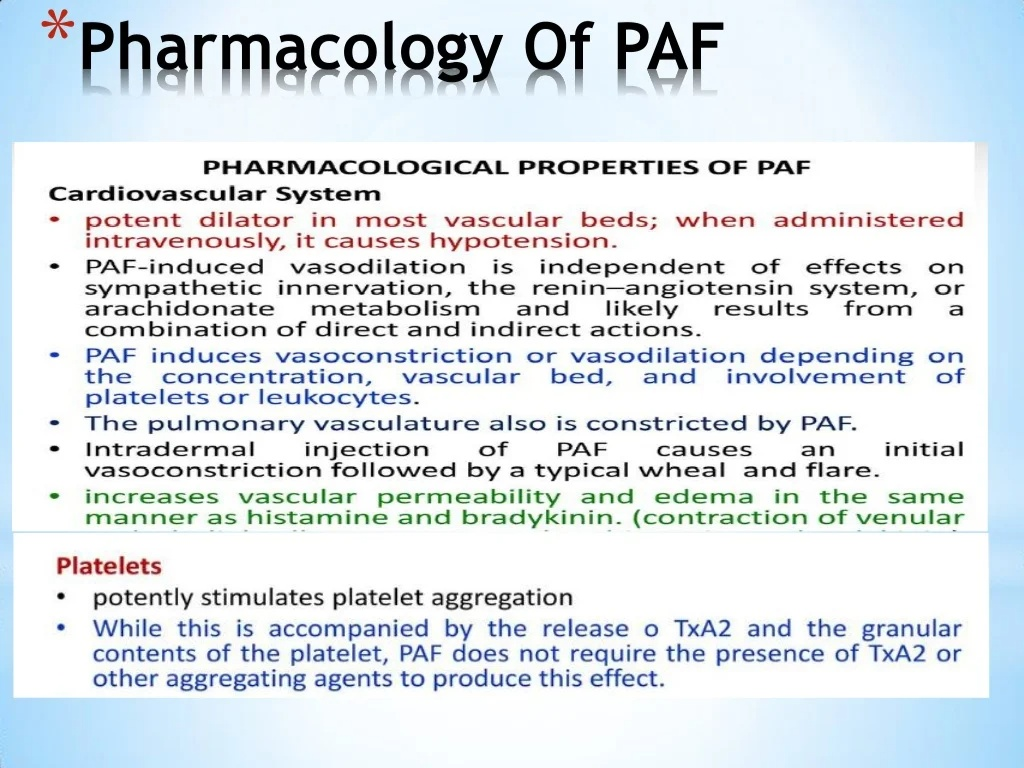 *Pharmacology Of PAF
PHARMACOLOGICAL PROPERTIES OF PAF
Cardiovascular System
• potent dilator in most vascular beds; when administered
intravenously, it causes hypotension.
• PAF-induced vasodilation is independent of effects on
sympathetic innervation, the renin–angiotensin system, or
arachidonate metabolism and likely results from a
combination of direct and indirect actions.
• PAF induces vasoconstriction or vasodilation depending on
the concentration, vascular bed, and involvement of
platelets or leukocytes.
• The pulmonary vasculature also is constricted by PAF.
• Intradermal injection of PAF causes an initial
vasoconstriction followed by a typical wheal and flare.
• increases vascular permeability and edema in the same
manner as histamine and bradykinin. (contraction of venular
Platelets
• potently stimulates platelet aggregation
• While this is accompanied by the release o TxA2 and the granular
contents of the platelet, PAF does not require the presence of TxA2 or
other aggregating agents to produce this effect.